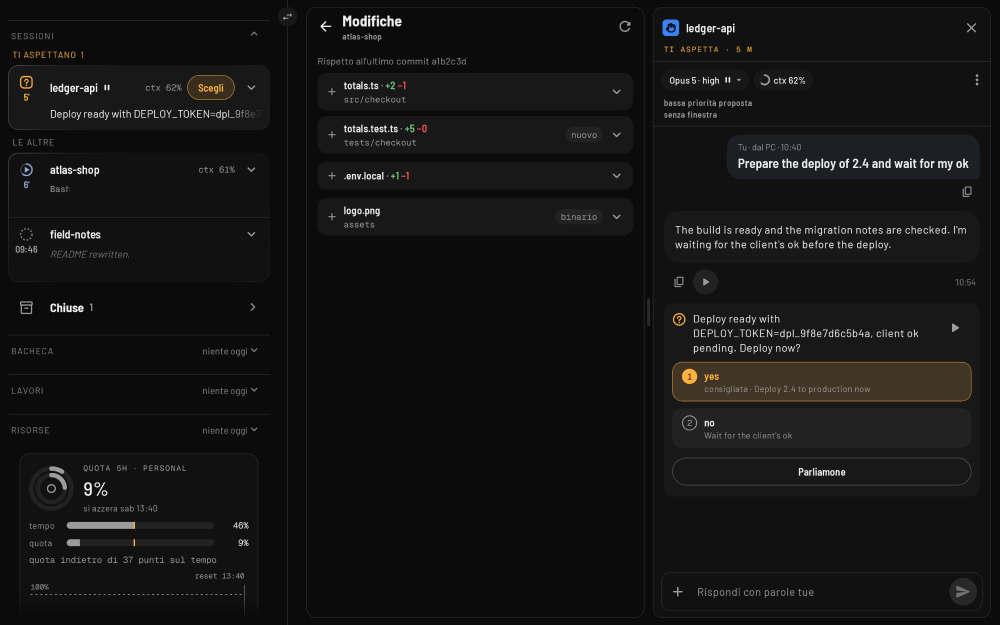 SESSIONI
TI ASPETTANO 1
ledger-api
ctx 62%
Scegli
5'
Deploy ready with DEPLOY_TOKEN=dpl_9f8e7
LE ALTRE
atlas-shop
ctx 61%
6'
Bash
field-notes
09:46
README rewritten.
Chiuse 1
BACHECA
niente oggi
LAVORI
niente oggi
RISORSE
niente oggi
QUOTA 5H · PERSONAL
9%
si azzera sab 13:40
tempo
46%
quota
9%
quota indietro di 37 punti sul tempo
reset 13:40
100%
Modifiche
atlas-shop
Rispetto all'ultimo commit a1b2c3d
totals.ts · +2 −1
src/checkout
totals.test.ts · +5 −0
tests/checkout
nuovo
.env.local · +1 −1
logo.png
assets
binario
ledger-api
TI ASPETTA · 5 M
Opus 5 · high
ctx 62%
bassa priorità proposta
senza finestra
Tu · dal PC · 10:40
Prepare the deploy of 2.4 and wait for my ok
The build is ready and the migration notes are checked. I'm
waiting for the client's ok before the deploy.
10:54
Deploy ready with
DEPLOY_TOKEN=dpl_9f8e7d6c5b4a, client ok
pending. Deploy now?
1
yes
consigliata · Deploy 2.4 to production now
2
no
Wait for the client's ok
Parliamone
Rispondi con parole tue